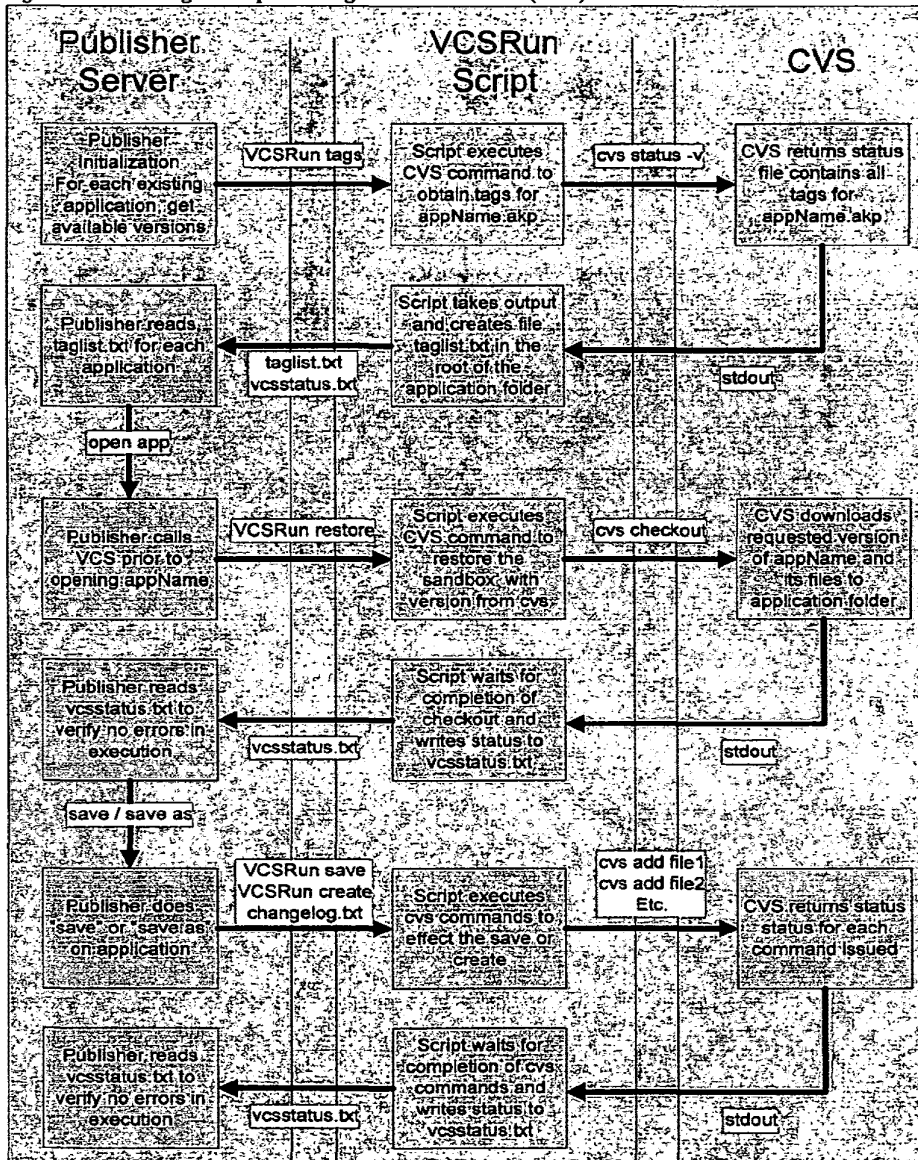 Publisher
Server
VCSRun
Script
CVS
Publisher
Initialization
For each existing
application, get
available versions
VCSRun tags
Script executes
CVS command to
obtain tags for
appName.akp
cvs status -v
CVS returns status
file contains all
tags for
appName.akp
Publisher reads
taglist.txt for each
application
taglist.txt
vcsstatus.txt
Script takes output
and creates file
taglist.txt in the
root of the
application folder
stdout
open app
Publisher calls
VCS prior to
opening appName
VCSRun restore
Script executes
CVS command to
restore the
sandbox with
version from cvs
cvs checkout
CVS downloads
requested version
of appName and
its files to
application folder
Publisher reads
vcsstatus.txt to
verify no errors in
execution
vcsstatus.txt
Script waits for
completion of
checkout and
writes status to
vcsstatus.txt
stdout
save / save as
Publisher does
save or
on application
VCSRun save
VCSRun create
changelog.txt
Script executes
cvs commands to
effect the save or
create
cvs add file1
cvs add file2
Etc.
CVS returns status
status for each
command issued
Publisher reads
vcsstatus.txt to
verify no errors in
execution
vcsstatus.txt
Script waits for
completion of cvs
commands and
writes status to
vcsstatus.txt
stdout